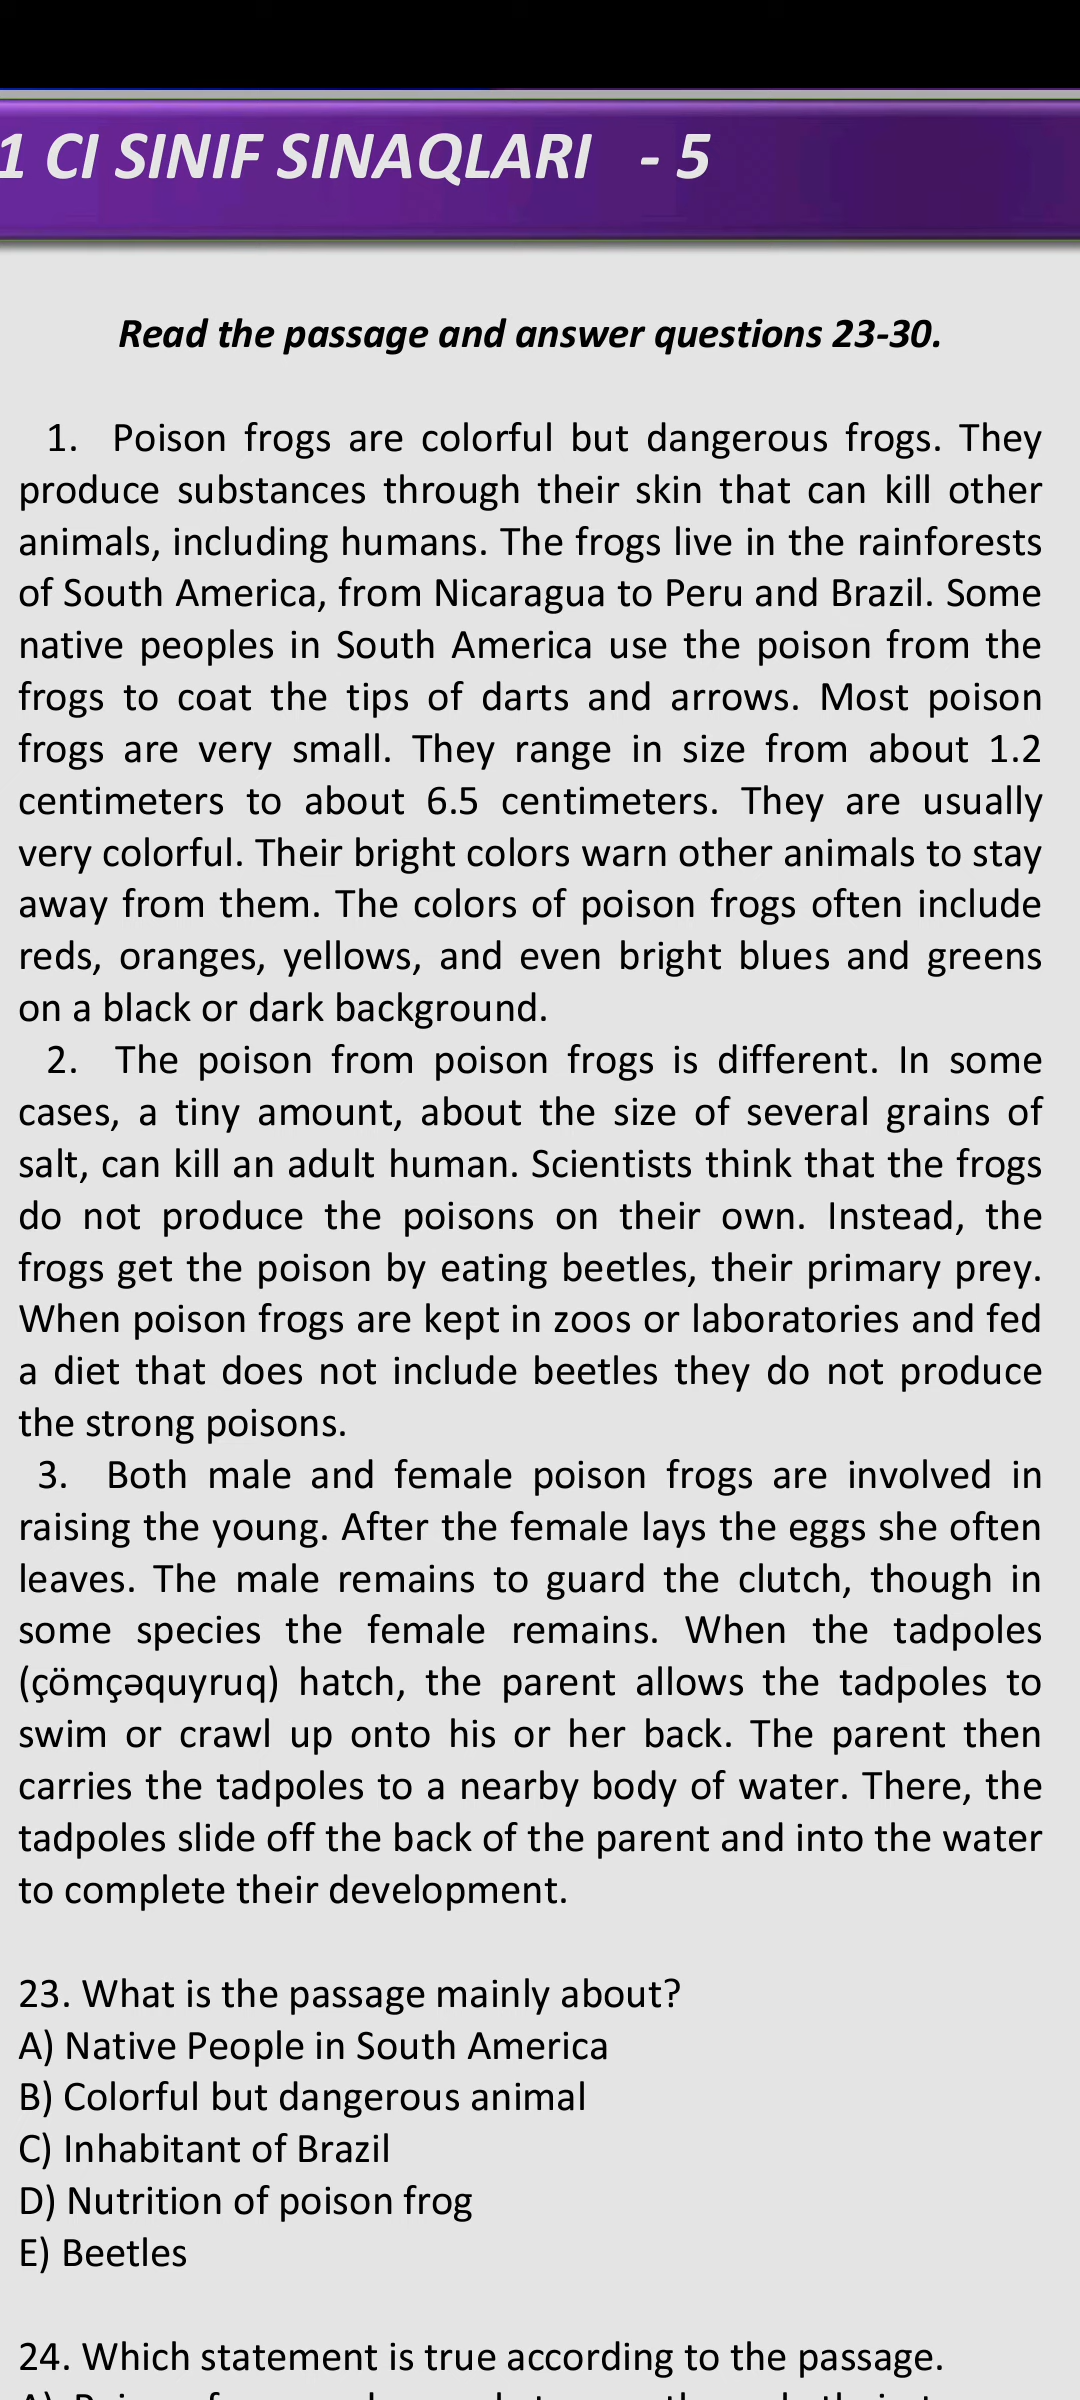 1 CI SINIF SINAQLARI - 5
Read the passage and answer questions 23-30.
1. Poison frogs are colorful but dangerous frogs. They
produce substances through their skin that can kill other
animals, including humans. The frogs live in the rainforests
of South America, from Nicaragua to Peru and Brazil. Some
native peoples in South America use the poison from the
frogs to coat the tips of darts and arrows. Most poison
frogs are very small. They range in size from about 1.2
centimeters to about 6.5 centimeters. They are usually
very colorful. Their bright colors warn other animals to stay
away from them. The colors of poison frogs often include
reds, oranges, yellows, and even bright blues and greens
on a black or dark background.
2. The poison from poison frogs is different. In some
cases, a tiny amount, about the size of several grains of
salt, can kill an adult human. Scientists think that the frogs
do not produce the poisons on their own. Instead, the
frogs get the poison by eating beetles, their primary prey.
When poison frogs are kept in zoos or laboratories and fed
a diet that does not include beetles they do not produce
the strong poisons.
3. Both male and female poison frogs are involved in
raising the young. After the female lays the eggs she often
leaves. The male remains to guard the clutch, though in
some species the female remains. When the tadpoles
(çömçəquyruq) hatch, the parent allows the tadpoles to
swim or crawl up onto his or her back. The parent then
carries the tadpoles to a nearby body of water. There, the
tadpoles slide off the back of the parent and into the water
to complete their development.
23. What is the passage mainly about?
A) Native People in South America
B) Colorful but dangerous animal
C) Inhabitant of Brazil
D) Nutrition of poison frog
E) Beetles
24. Which statement is true according to the passage.